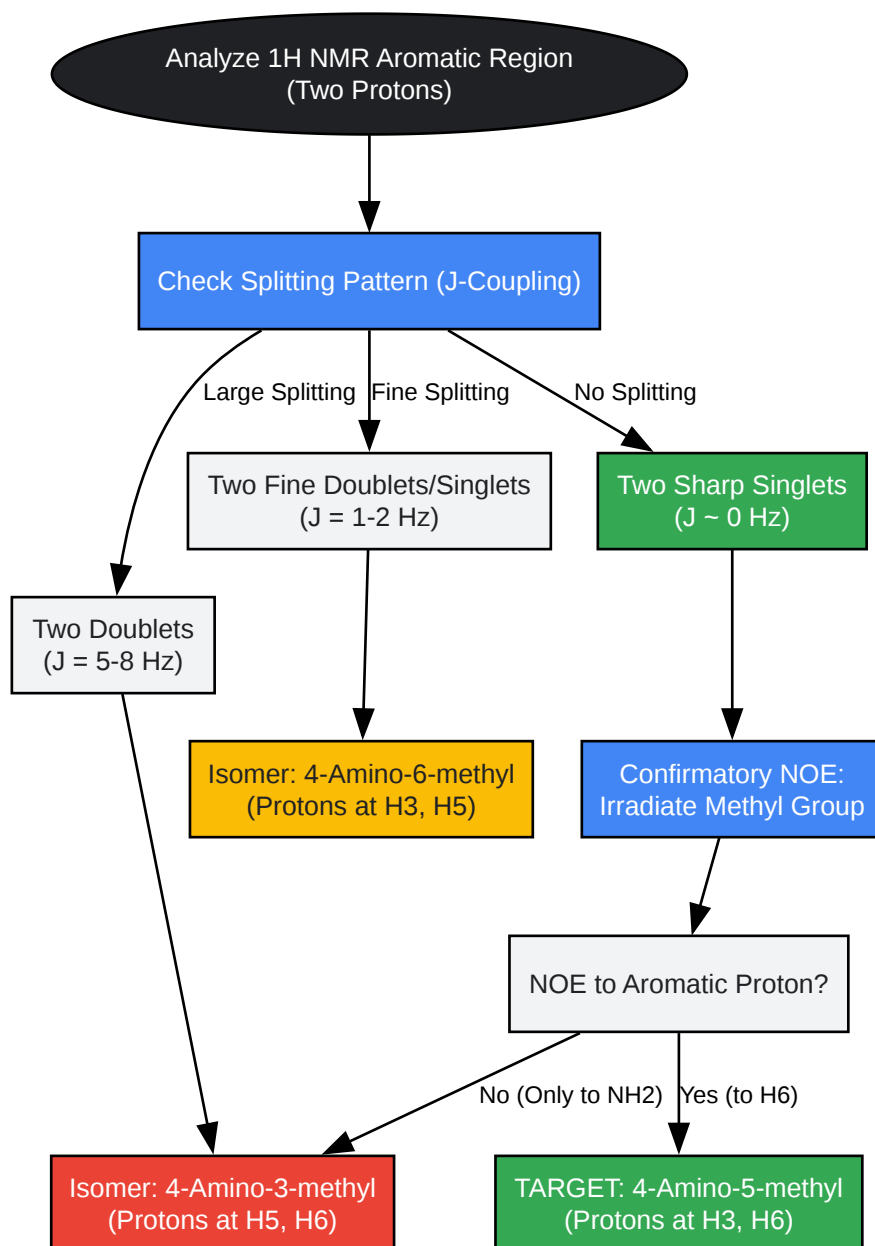 Analyze 1H NMR Aromatic Region
(Two Protons)
Check Splitting Pattern (J-Coupling)
Large Splitting
Fine Splitting
No Splitting
Two Fine Doublets/Singlets
(J = 1-2 Hz)
Two Sharp Singlets
(J ~ 0 Hz)
Two Doublets
(J = 5-8 Hz)
Isomer: 4-Amino-6-methyl
(Protons at H3, H5)
Confirmatory NOE:
Irradiate Methyl Group
NOE to Aromatic Proton?
No (Only to NH2)
Yes (to H6)
Isomer: 4-Amino-3-methyl
(Protons at H5, H6)
TARGET: 4-Amino-5-methyl
(Protons at H3, H6)